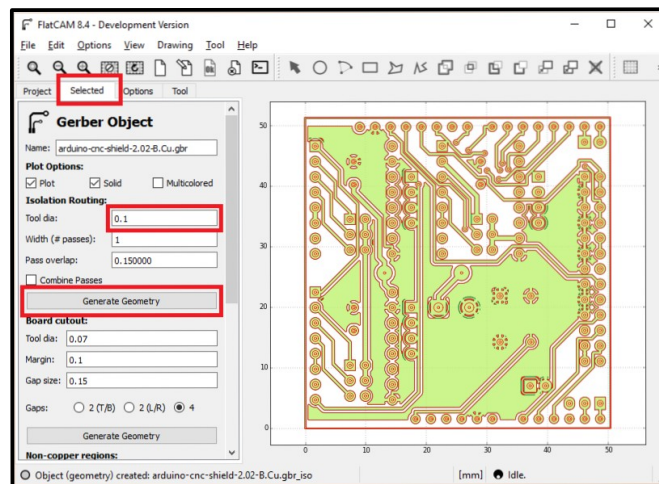 FlatCAM 8.4 - Development Version
File Edit Options View Drawing Tool Help
Project Selected Options Tool
Gerber Object
Name: arduino-cnc-shield-2.02-B.Cu.gbr
Plot Options:
Plot Solid Multicolored
Isolation Routing:
Tool dia: 0.1
Width (# passes): 1
Pass overlap: 0.150000
Combine Passes
Generate Geometry
Board cutout:
Tool dia: 0.07
Margin: 0.1
Gap size: 0.15
Gaps: 2 (T/B) 2 (L/R) 4
Generate Geometry
Non-copper regions:
50
40
30
20
10
0
0 10 20 30 40 50
Object (geometry) created: arduino-cnc-shield-2.02-B.Cu.gbr_iso [mm] Idle.